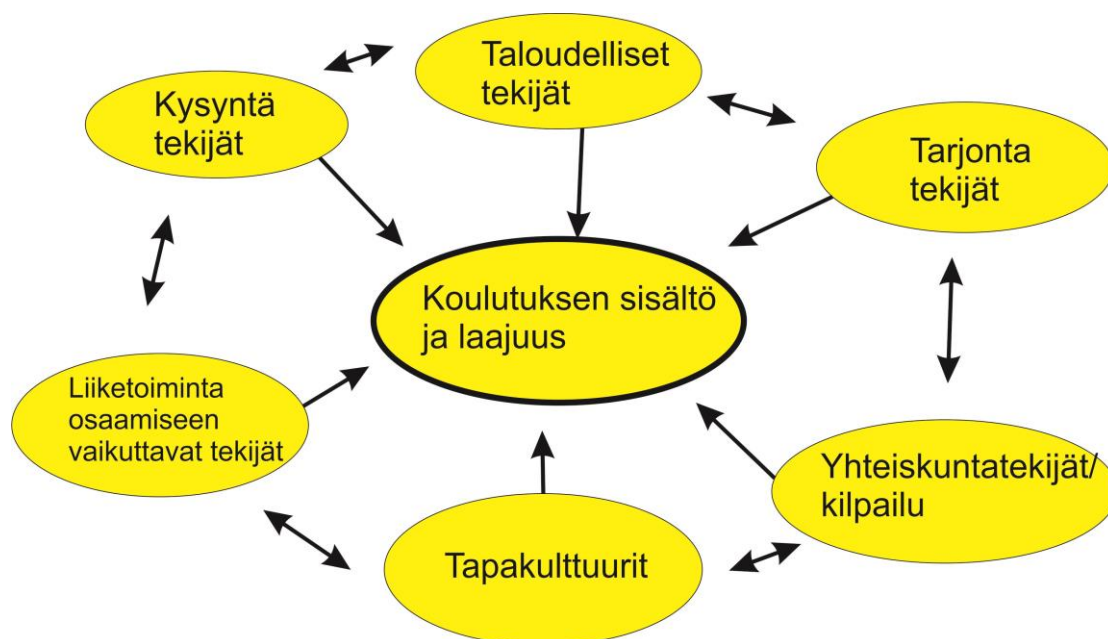 Taloudelliset
tekijät
Kysyntä
tekijät
Tarjonta
tekijät
Koulutuksen sisältö
ja laajuus
Liiketoiminta
osaamiseen
vaikuttavat tekijät
Yhteiskuntatekijät/
kilpailu
Tapakulttuurit